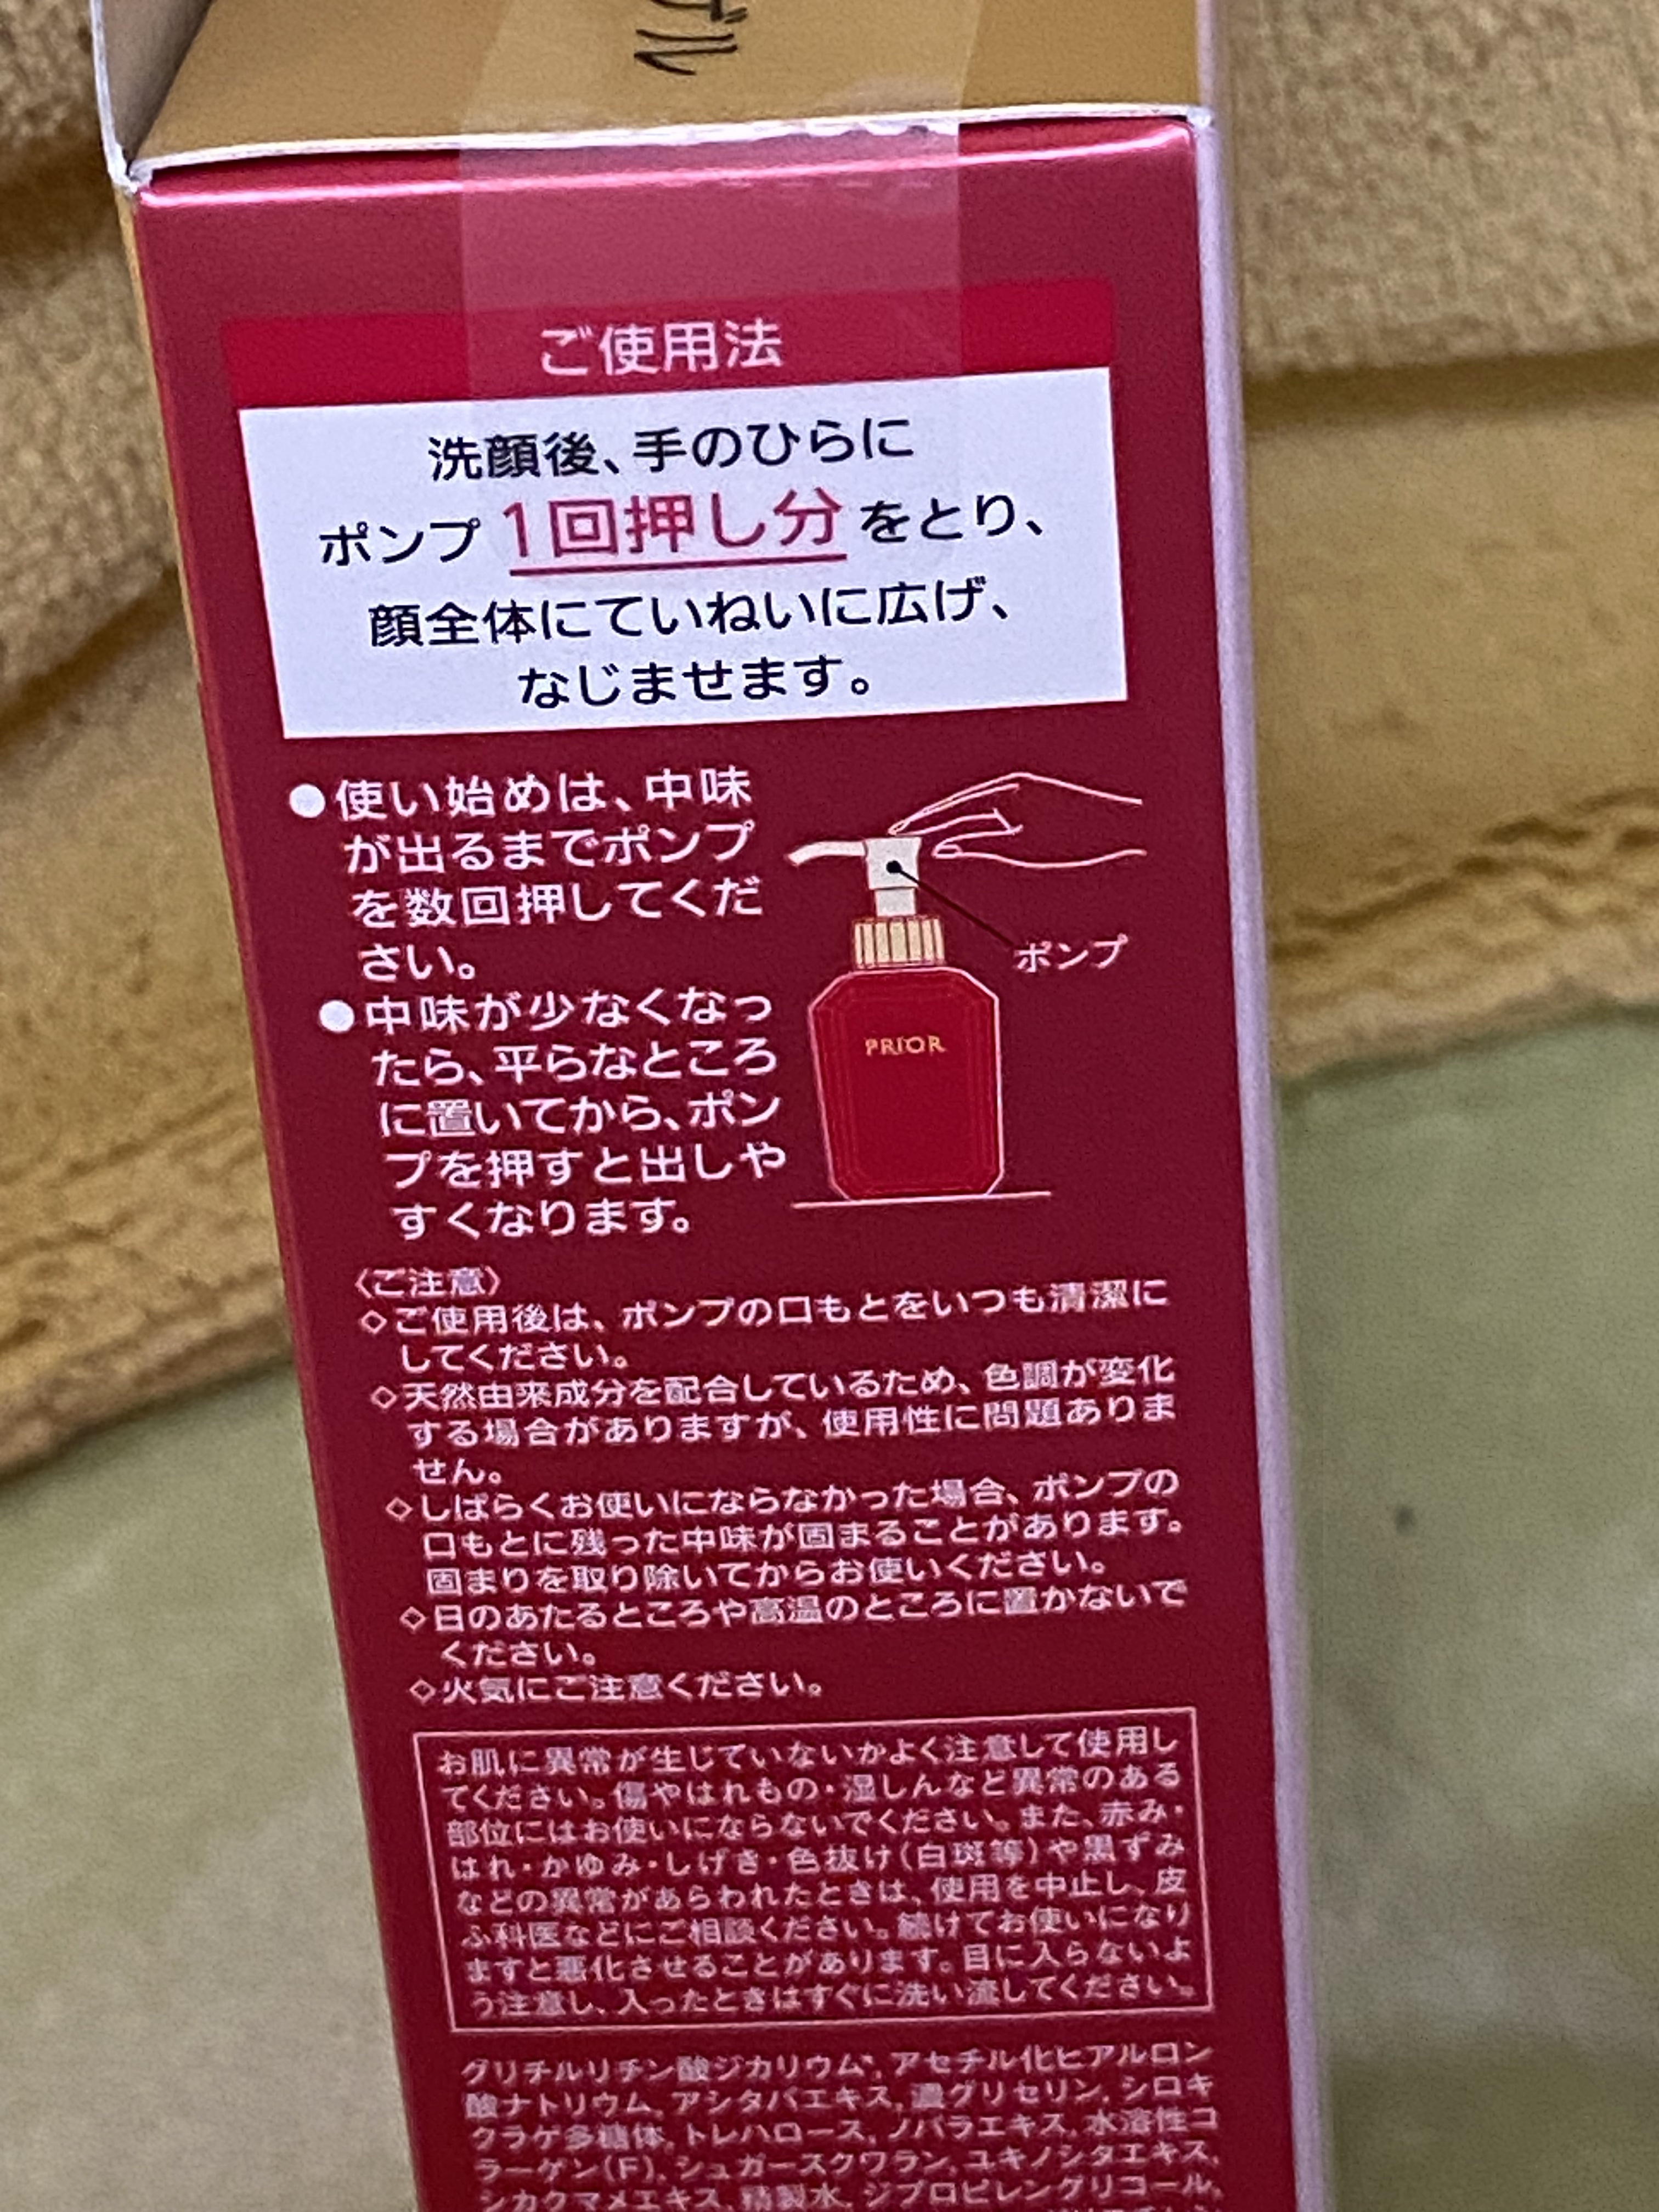 ゲル
ご使用法
洗顔後、手のひらに
ポンプ 1回押し分 をとり、
顔全体にていねいに広げ、
なじませます。
●使い始めは、中味
が出るまでポンプ
を数回押してくだ
さい。
●中味が少なくなっ
たら、平らなところ
に置いてから、ポン
プを押すと出しや
すくなります。
ポンプ
PRIOR
〈ご注意〉
◇ご使用後は、ポンプの口もとをいつも清潔に
してください。
◇天然由来成分を配合しているため、色調が変化
する場合がありますが、使用性に問題ありま
せん。
◇しばらくお使いにならなかった場合、ポンプの
口もとに残った中味が固まることがあります。
固まりを取り除いてからお使いください。
◇日のあたるところや高温のところに置かないで
ください。
◇火気にご注意ください。
お肌に異常が生じていないかよく注意して使用し
てください。傷やはれもの・湿しんなど異常のある
部位にはお使いにならないでください。また、赤み・
はれ・かゆみ・しげき・色抜け(白斑等)や黒ずみ
などの異常があらわれたときは、使用を中止し、皮
ふ科医などにご相談ください。続けてお使いになり
ますと悪化させることがあります。目に入らないよ
う注意し、入ったときはすぐに洗い流してください。
グリチルリチン酸ジカリウム*, アセチル化ヒアルロン
酸ナトリウム, アシタバエキス, 濃グリセリン, シロキ
クラゲ多糖体, トレハロース, ノバラエキス, 水溶性コ
ラーゲン(F), シュガースクワラン, ユキノシタエキス,
シカクマメエキス, 精製水, ジプロピレングリコール,